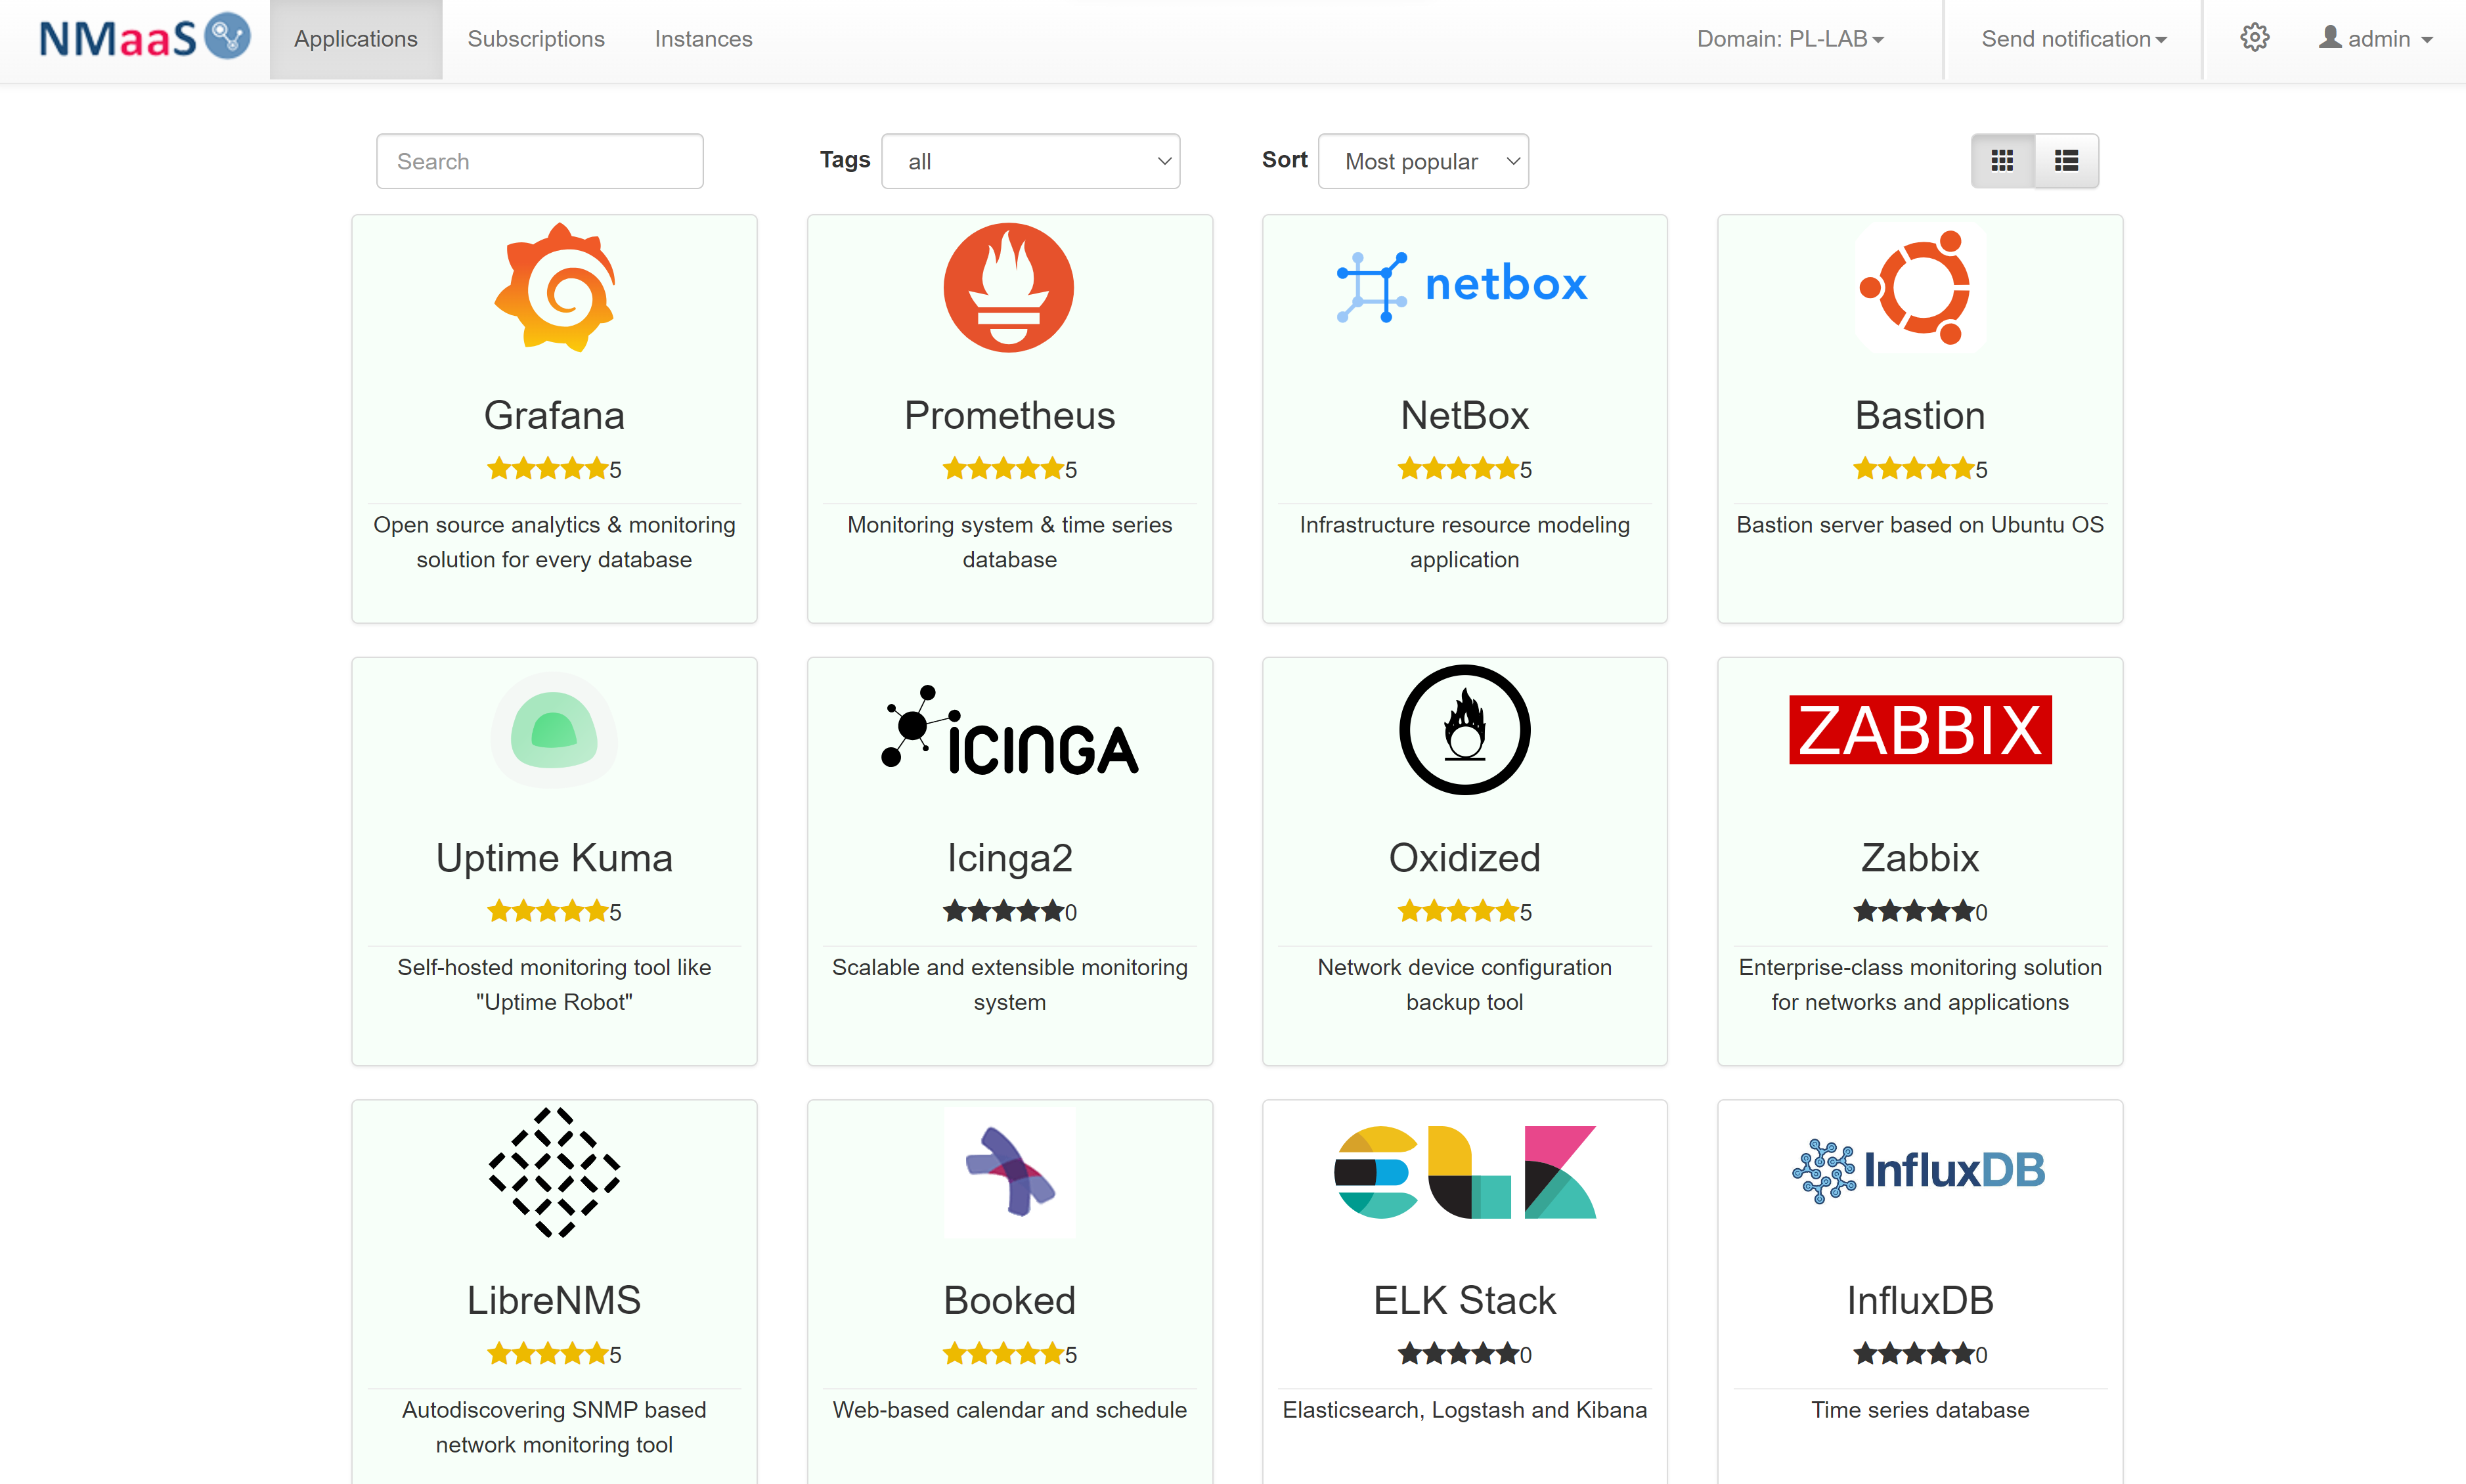 NMaaS Applications Subscriptions Instances Domain: PL-LAB Send notification admin
Search Tags all Sort Most popular
netbox
Grafana Prometheus NetBox Bastion
5 5 5 5
Open source analytics & monitoring solution for every database
Monitoring system & time series database
Infrastructure resource modeling application
Bastion server based on Ubuntu OS
ICINGA ZABBIX
Uptime Kuma Icinga2 Oxidized Zabbix
5 0 5 0
Self-hosted monitoring tool like "Uptime Robot"
Scalable and extensible monitoring system
Network device configuration backup tool
Enterprise-class monitoring solution for networks and applications
ELK InfluxDB
LibreNMS Booked ELK Stack InfluxDB
5 5 0 0
Autodiscovering SNMP based network monitoring tool
Web-based calendar and schedule
Elasticsearch, Logstash and Kibana
Time series database